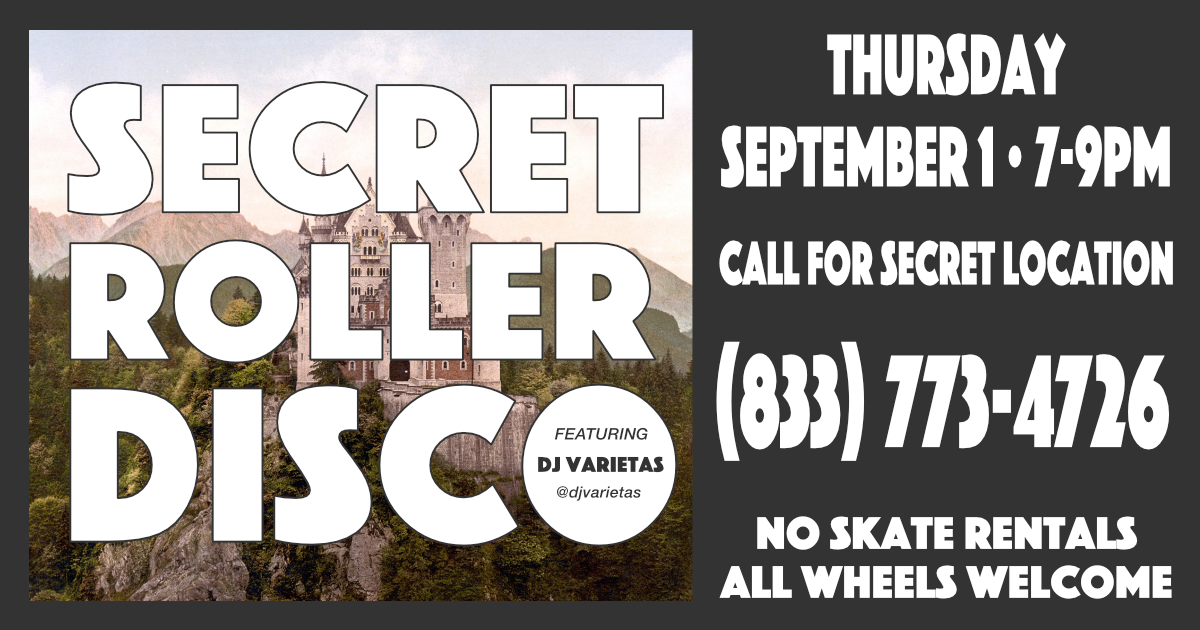 SECRET
ROLLER
DISCO
FEATURING
DJ VARIETAS
@djvarietas
THURSDAY
SEPTEMBER 1 • 7-9PM
CALL FOR SECRET LOCATION
(833) 773-4726
NO SKATE RENTALS
ALL WHEELS WELCOME